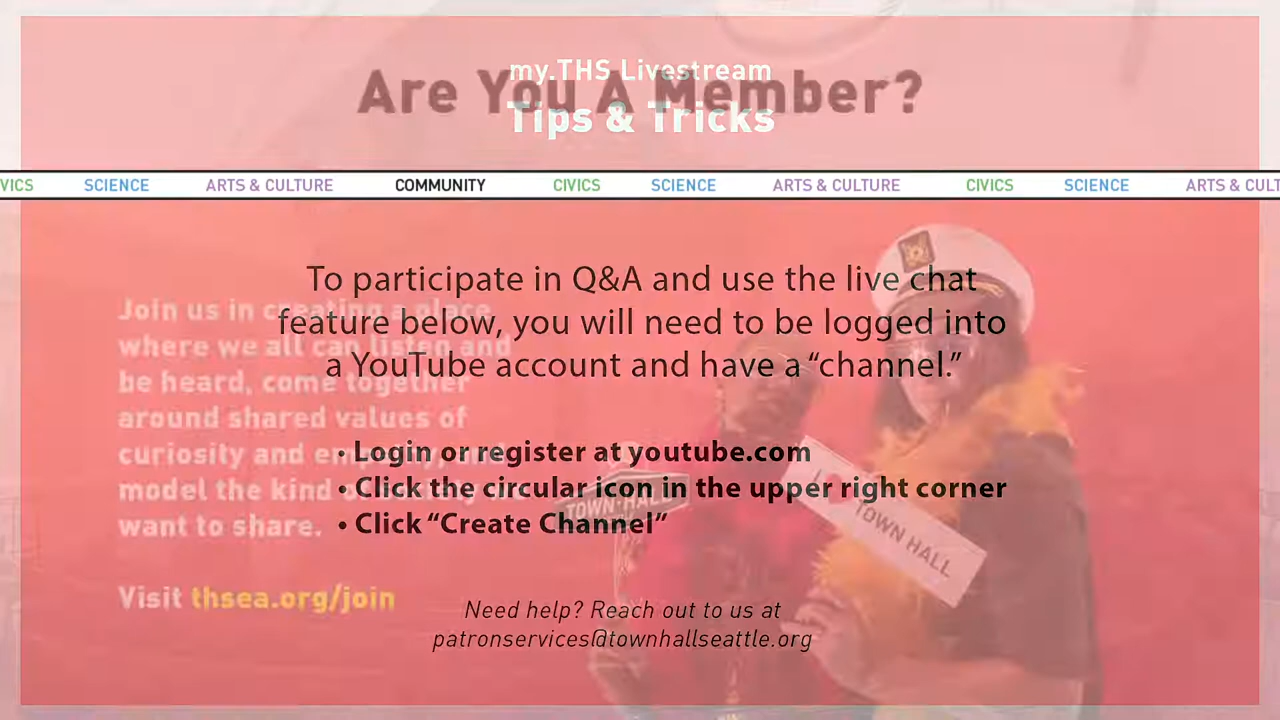 my.THS Livestream
Are You A Member?
Tips & Tricks
VICS SCIENCE ARTS & CULTURE COMMUNITY CIVICS SCIENCE ARTS & CULTURE CIVICS SCIENCE ARTS & CULT
To participate in Q&A and use the live chat
feature below, you will need to be logged into
a YouTube account and have a “channel.”
• Login or register at youtube.com
• Click the circular icon in the upper right corner
• Click “Create Channel”
Need help? Reach out to us at
patronservices@townhallseattle.org
Join us in creating a place
where we all can listen and
be heard, come together
around shared values of
curiosity and
model the kind
want to share.
Visit thsea.org/join
TOWN HALL
TOWN HALL